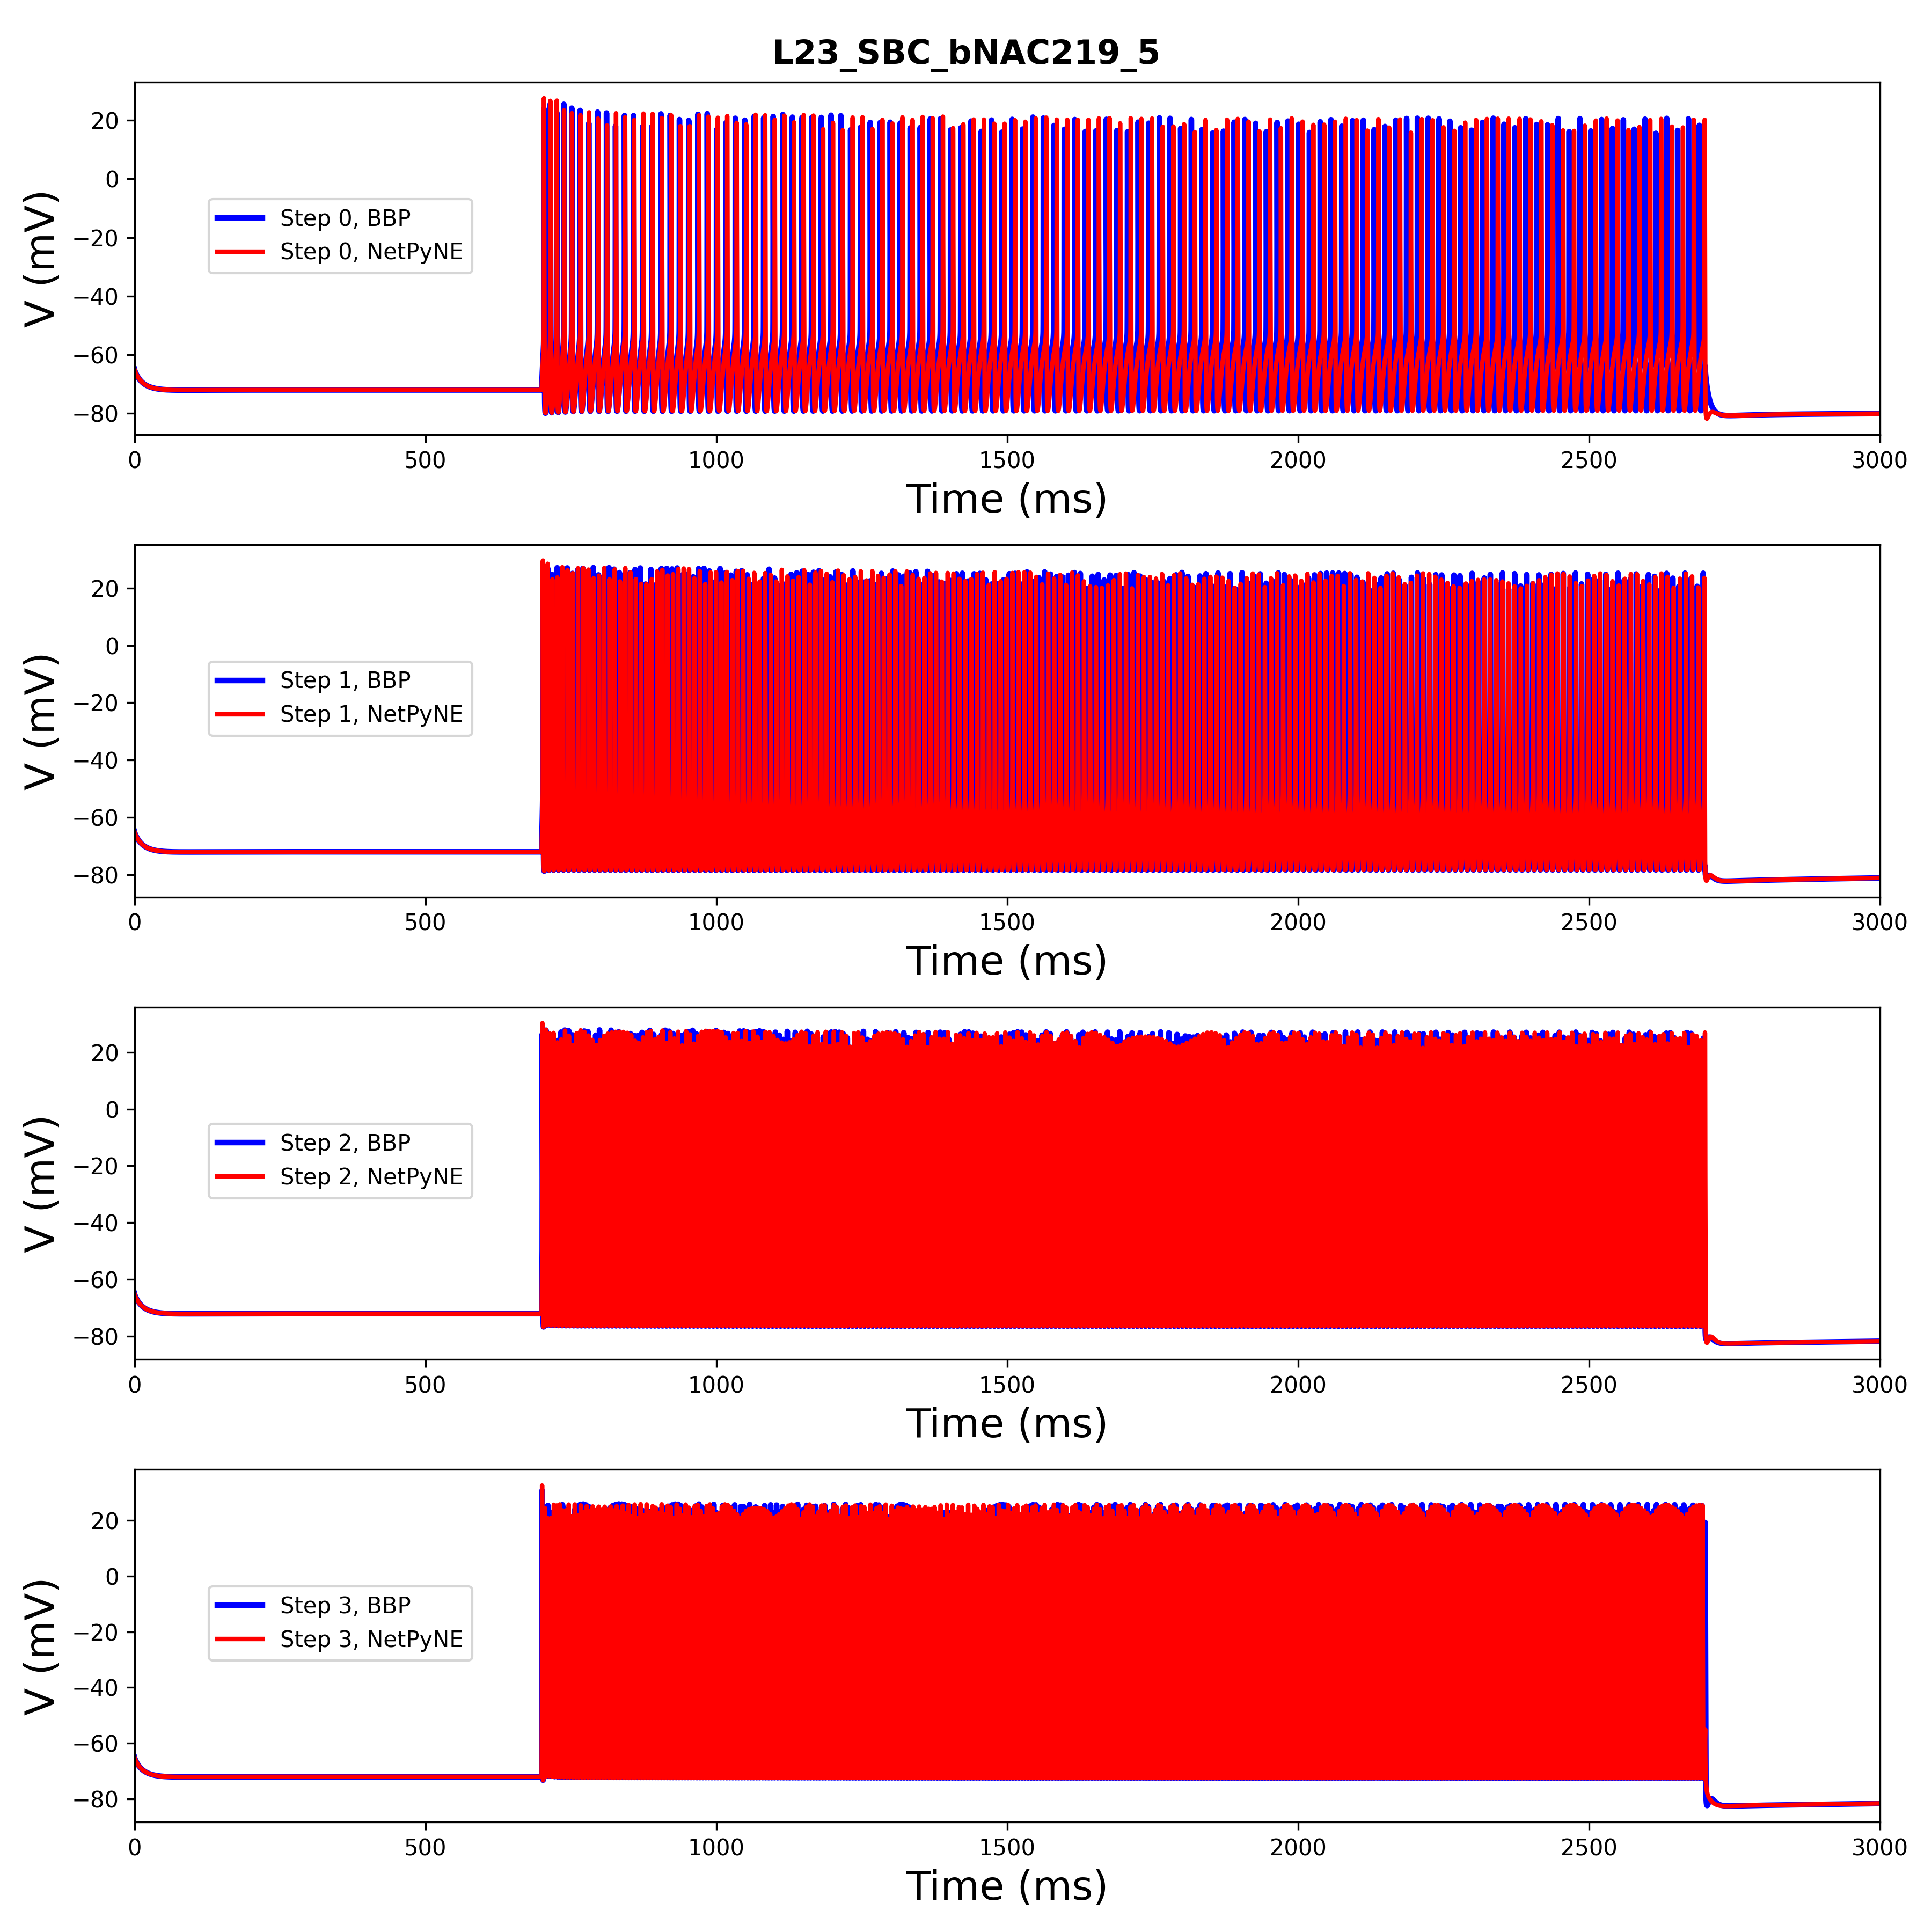 L23_SBC_bNAC219_5
20
0
−20
−40
−60
−80
V (mV)
Step 0, BBP
Step 0, NetPyNE
0 500 1000 1500 2000 2500 3000
Time (ms)
20
0
−20
−40
−60
−80
V (mV)
Step 1, BBP
Step 1, NetPyNE
0 500 1000 1500 2000 2500 3000
Time (ms)
20
0
−20
−40
−60
−80
V (mV)
Step 2, BBP
Step 2, NetPyNE
0 500 1000 1500 2000 2500 3000
Time (ms)
20
0
−20
−40
−60
−80
V (mV)
Step 3, BBP
Step 3, NetPyNE
0 500 1000 1500 2000 2500 3000
Time (ms)